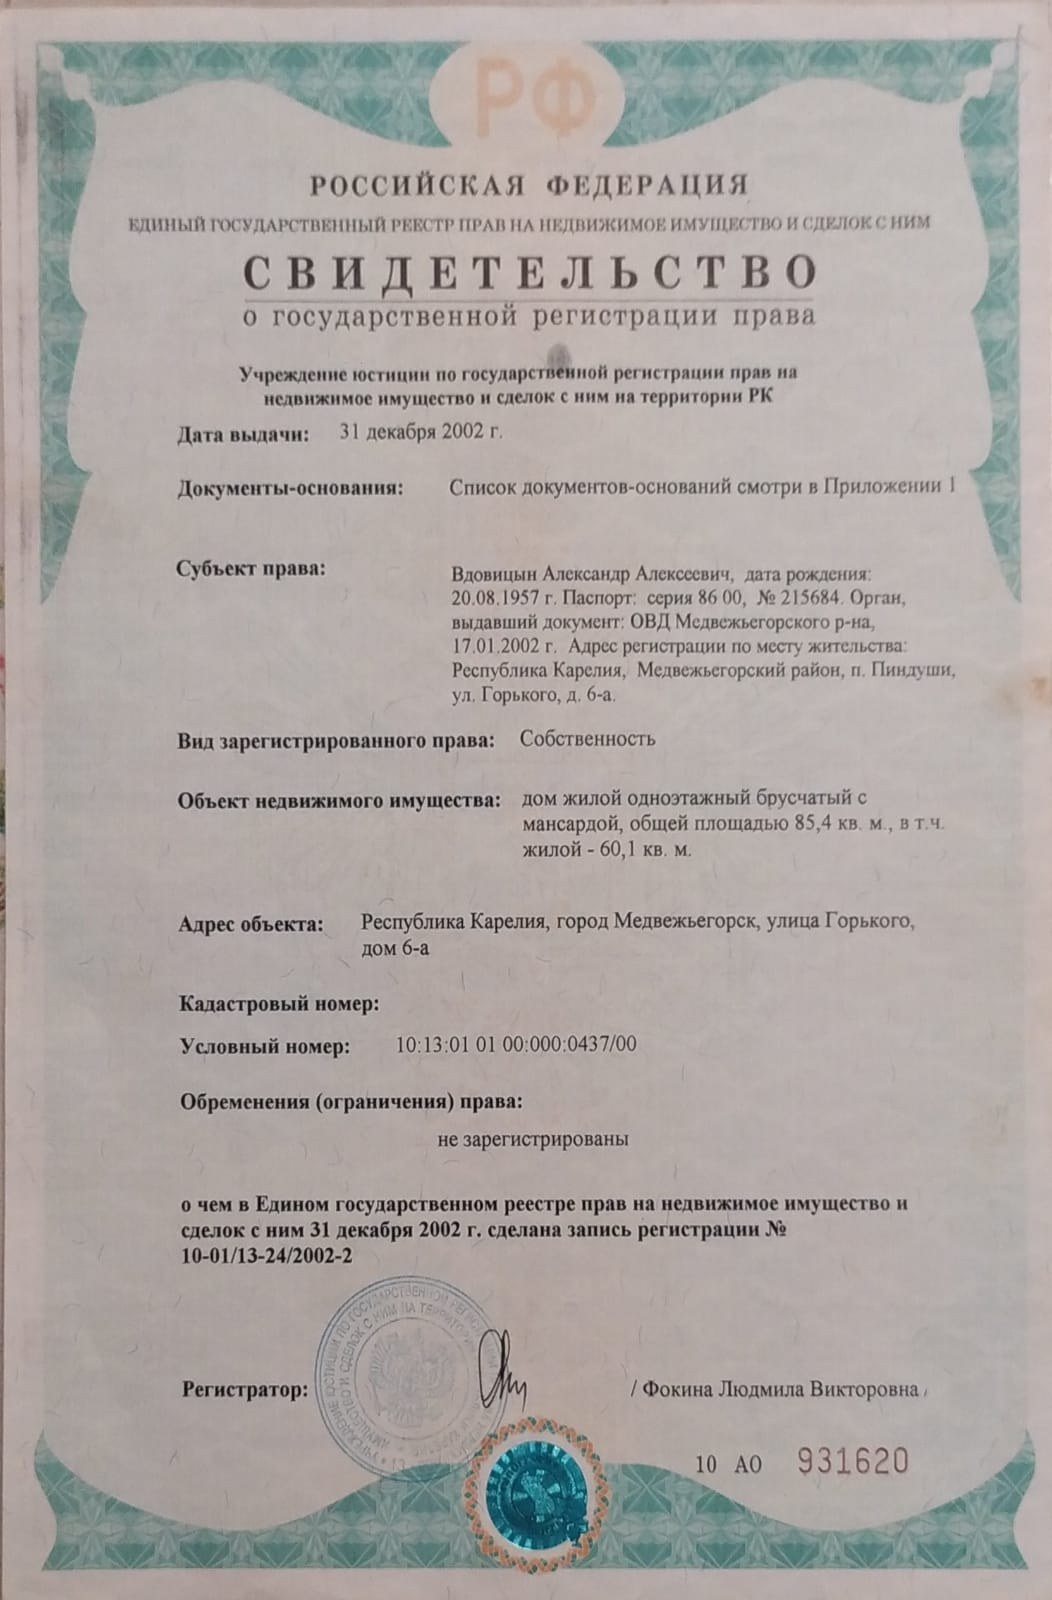 РФ
РОССИЙСКАЯ ФЕДЕРАЦИЯ
ЕДИНЫЙ ГОСУДАРСТВЕННЫЙ РЕЕСТР ПРАВ НА НЕДВИЖИМОЕ ИМУЩЕСТВО И СДЕЛОК С НИМ
СВИДЕТЕЛЬСТВО
о государственной регистрации права
Учреждение юстиции по государственной регистрации прав на
недвижимое имущество и сделок с ним на территории РК
Дата выдачи: 31 декабря 2002 г.
Документы-основания: Список документов-оснований смотри в Приложении 1
Субъект права: Вдовицын Александр Алексеевич, дата рождения:
20.08.1957 г. Паспорт: серия 86 00, № 215684. Орган,
выдавший документ: ОВД Медвежьегорского р-на,
17.01.2002 г. Адрес регистрации по месту жительства:
Республика Карелия, Медвежьегорский район, п. Пиндуши,
ул. Горького, д. 6-а.
Вид зарегистрированного права: Собственность
Объект недвижимого имущества: дом жилой одноэтажный брусчатый с
мансардой, общей площадью 85,4 кв. м., в т.ч.
жилой - 60,1 кв. м.
Адрес объекта: Республика Карелия, город Медвежьегорск, улица Горького,
дом 6-а
Кадастровый номер:
Условный номер: 10:13:01 01 00:000:0437/00
Обременения (ограничения) права:
не зарегистрированы
о чем в Едином государственном реестре прав на недвижимое имущество и
сделок с ним 31 декабря 2002 г. сделана запись регистрации №
10-01/13-24/2002-2
Регистратор: / Фокина Людмила Викторовна /
10 АО 931620